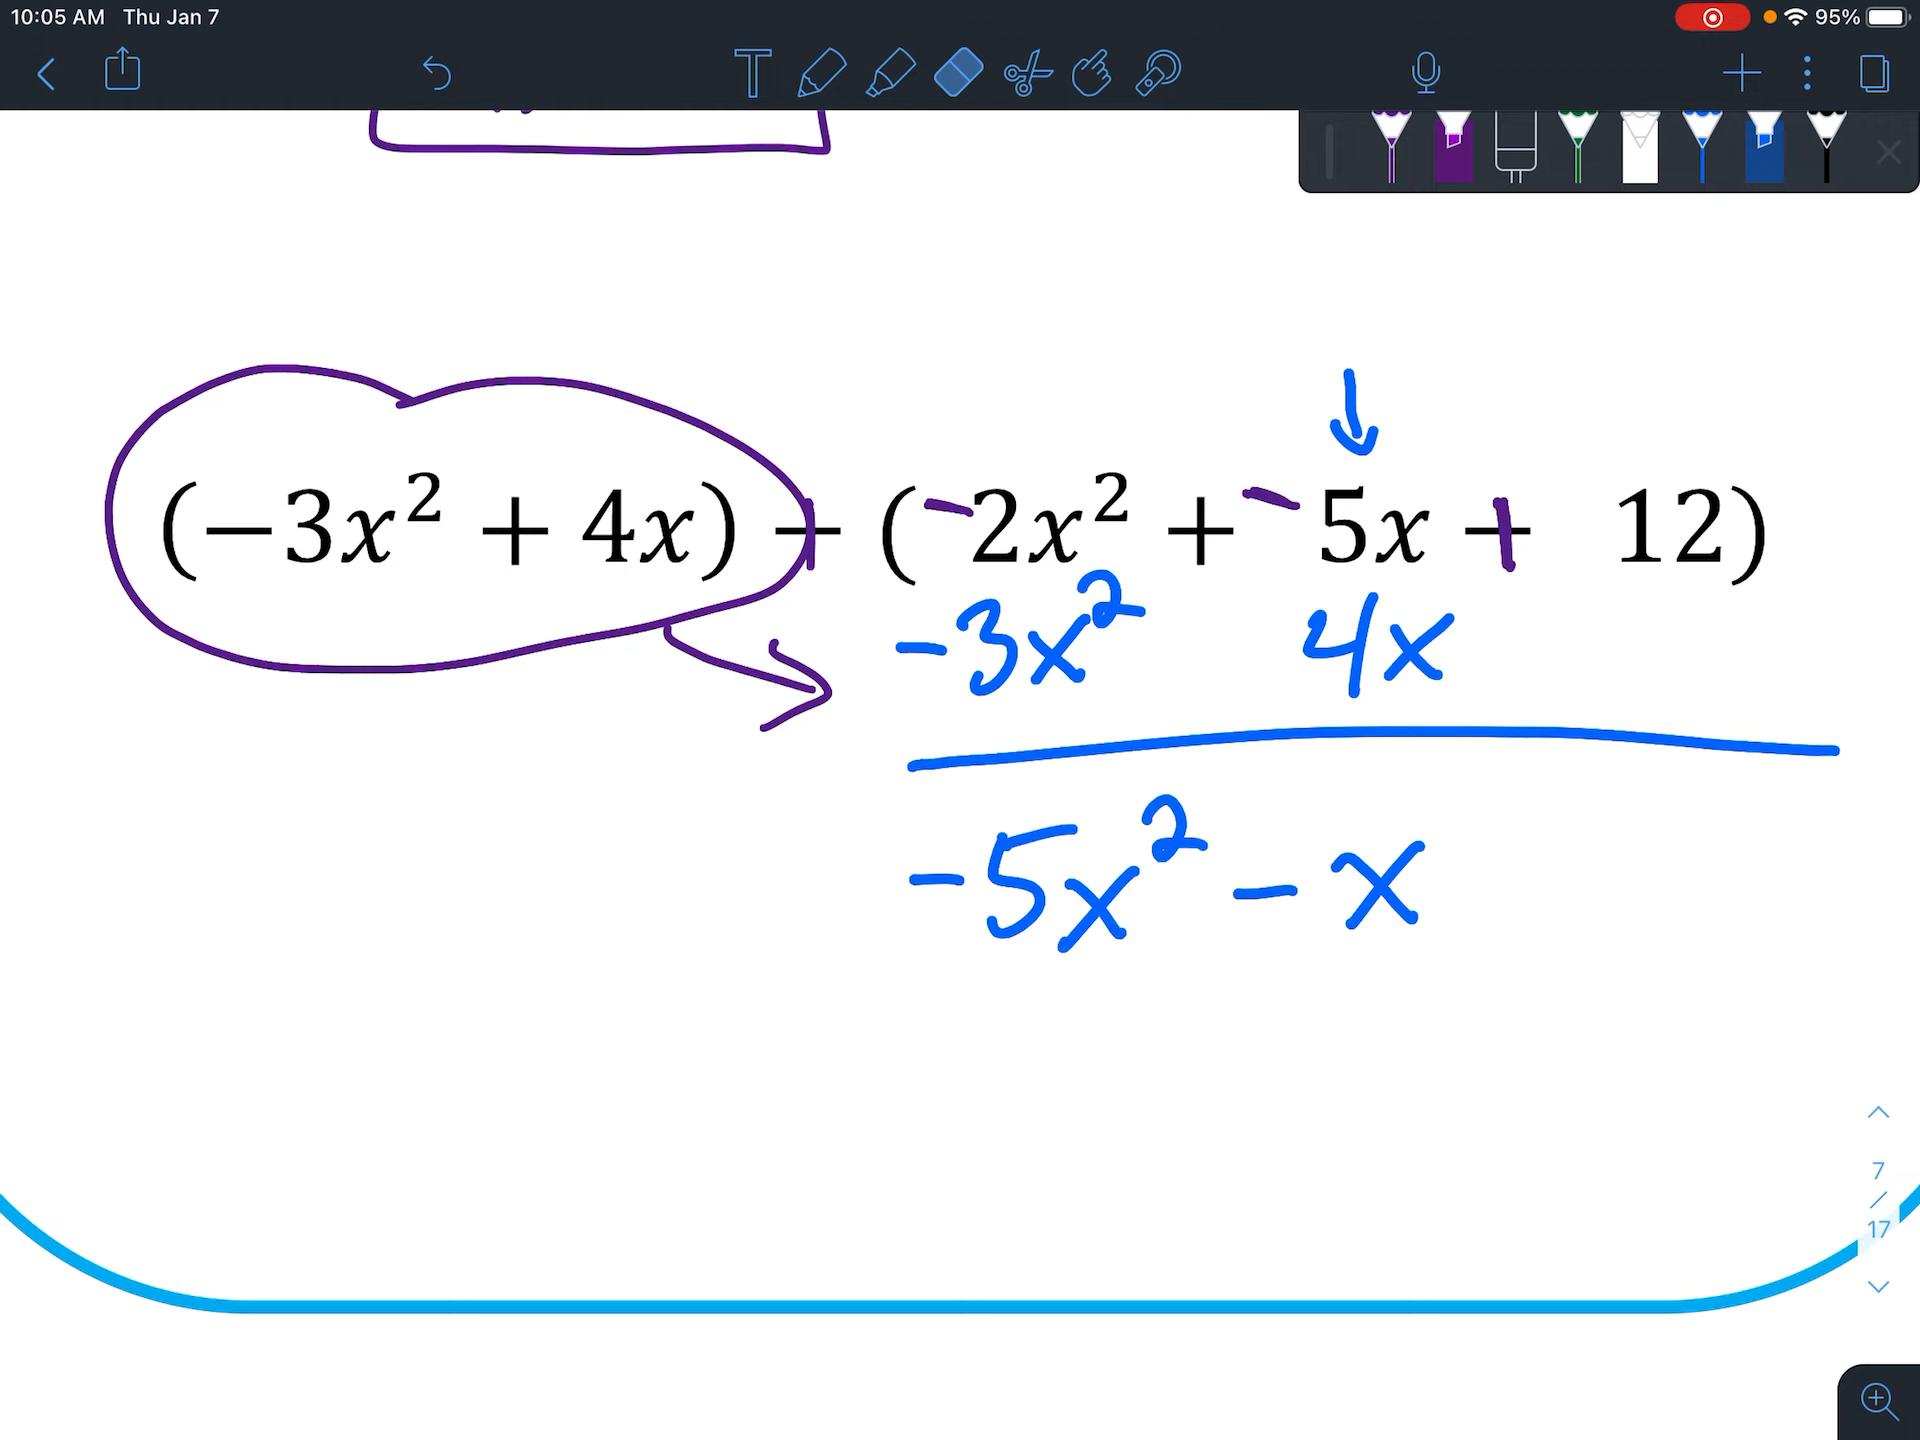 10:05 AM Thu Jan 7
95%
T
(−3x² + 4x) + (-2x² + -5x + 12)
-3x² 4x
-5x² - x
7
/
17